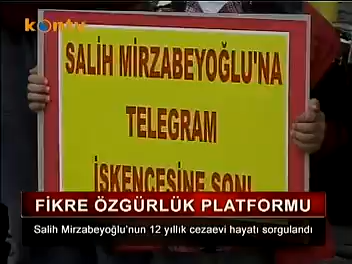 kontv
SALİH MİRZABEYOĞLU'NA
TELEGRAM
İŞKENCESİNE SON!
FİKRE ÖZGÜRLÜK PLATFORMU
Salih Mirzabeyoğlu'nun 12 yıllık cezaevi hayatı sorgulandı